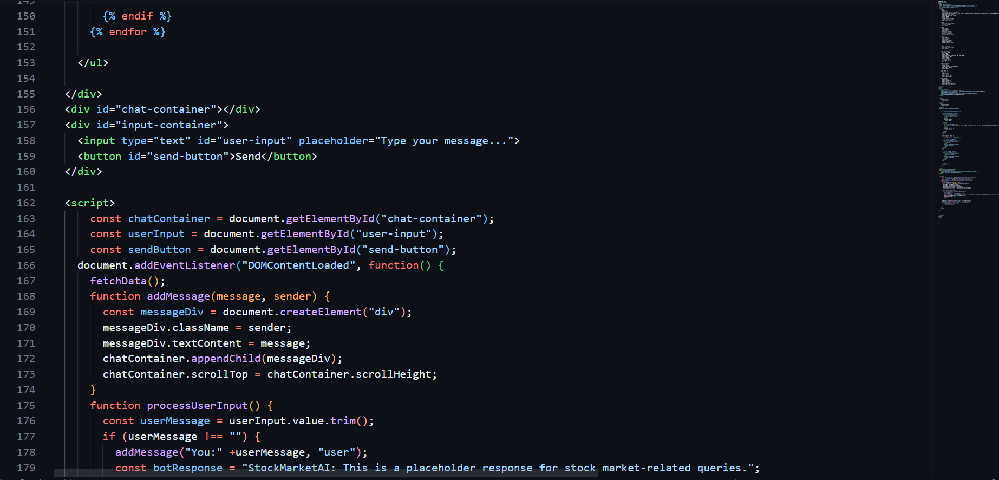 149
150 {% endif %}
151 {% endfor %}
152
153 </ul>
154
155 </div>
156 <div id="chat-container"></div>
157 <div id="input-container">
158 <input type="text" id="user-input" placeholder="Type your message...">
159 <button id="send-button">Send</button>
160 </div>
161
162 <script>
163 const chatContainer = document.getElementById("chat-container");
164 const userInput = document.getElementById("user-input");
165 const sendButton = document.getElementById("send-button");
166 document.addEventListener("DOMContentLoaded", function() {
167 fetchData();
168 function addMessage(message, sender) {
169 const messageDiv = document.createElement("div");
170 messageDiv.className = sender;
171 messageDiv.textContent = message;
172 chatContainer.appendChild(messageDiv);
173 chatContainer.scrollTop = chatContainer.scrollHeight;
174 }
175 function processUserInput() {
176 const userMessage = userInput.value.trim();
177 if (userMessage !== "") {
178 addMessage("You:" +userMessage, "user");
179 const botResponse = "StockMarketAI: This is a placeholder response for stock market-related queries.";